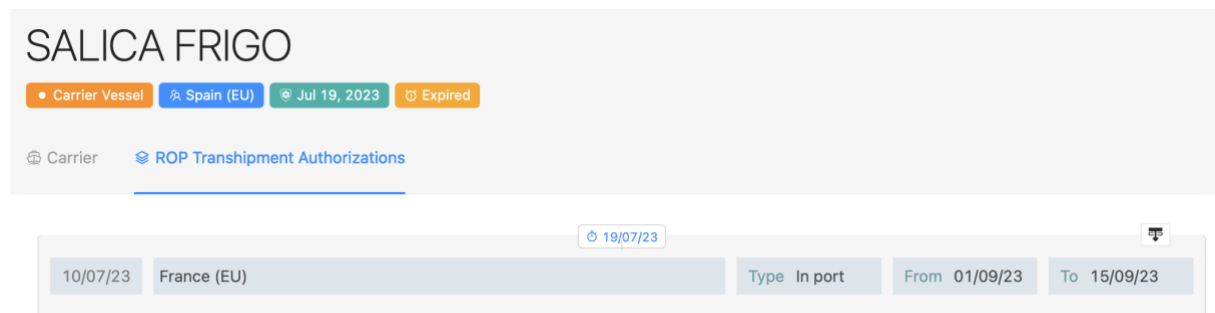 SALICA FRIGO
Carrier Vessel Spain (EU) Jul 19, 2023 Expired
Carrier ROP Transhipment Authorizations
19/07/23
10/07/23 France (EU) Type In port From 01/09/23 To 15/09/23